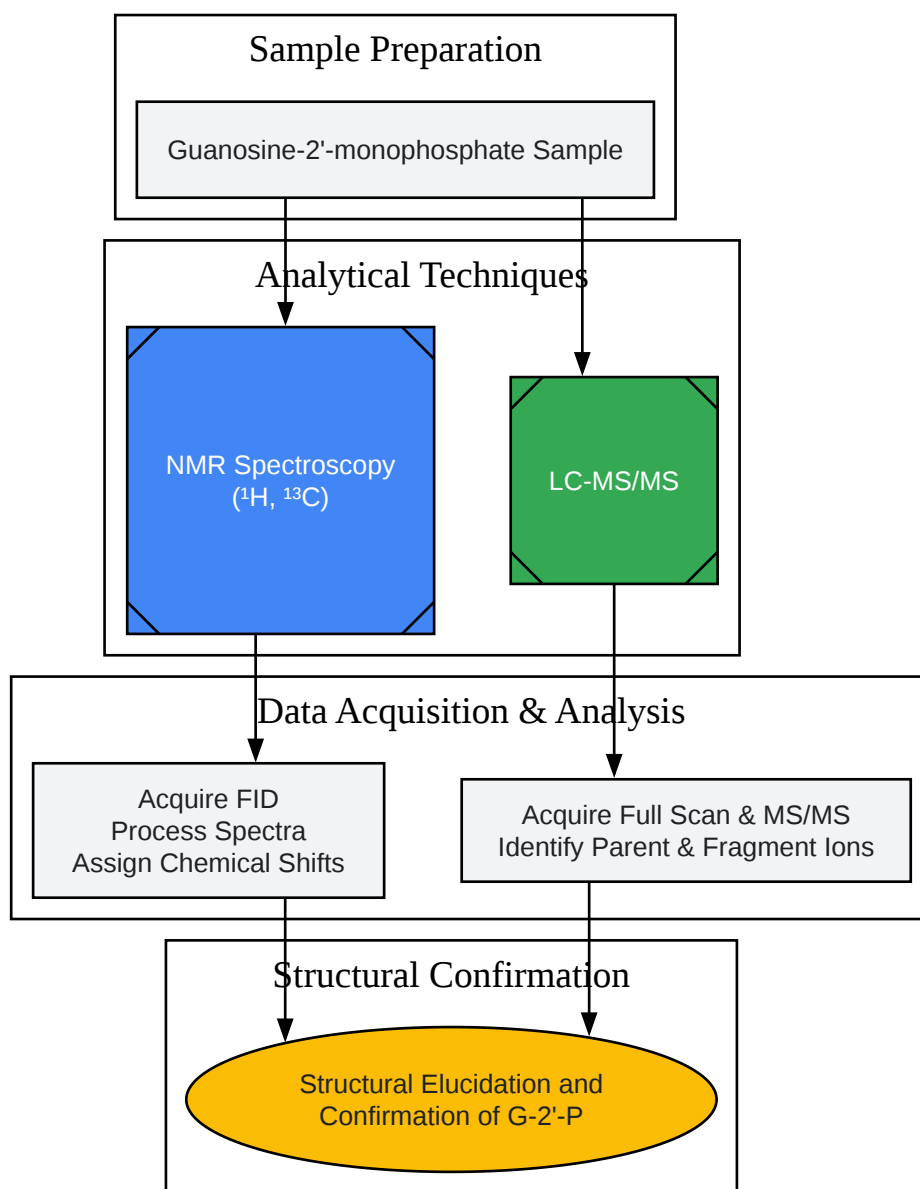 Sample Preparation
Guanosine-2'-monophosphate Sample
Analytical Techniques
NMR Spectroscopy
(¹H, ¹³C)
LC-MS/MS
Data Acquisition & Analysis
Acquire FID
Process Spectra
Assign Chemical Shifts
Acquire Full Scan & MS/MS
Identify Parent & Fragment Ions
Structural Confirmation
Structural Elucidation and
Confirmation of G-2'-P